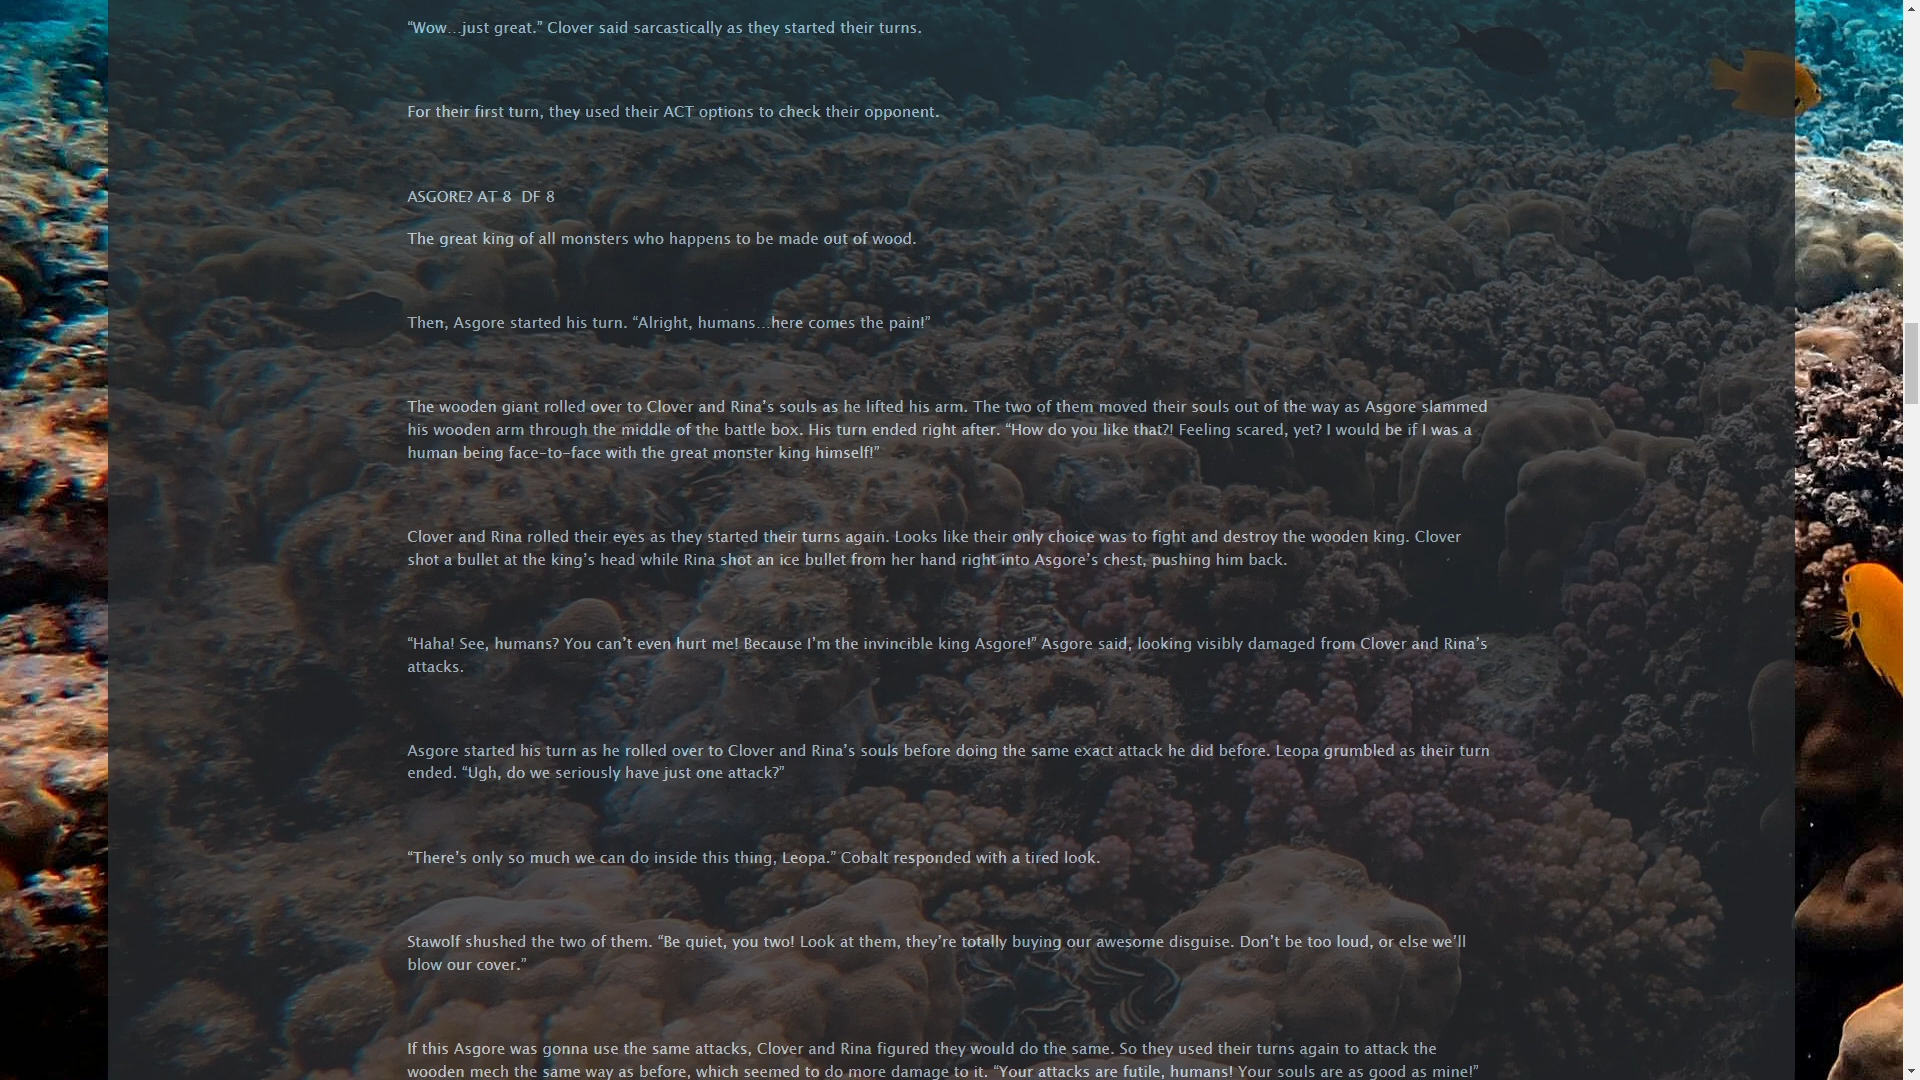 “Wow...just great.” Clover said sarcastically as they started their turns.
For their first turn, they used their ACT options to check their opponent.
ASGORE? AT 8  DF 8
The great king of all monsters who happens to be made out of wood.
Then, Asgore started his turn. “Alright, humans...here comes the pain!”
The wooden giant rolled over to Clover and Rina’s souls as he lifted his arm. The two of them moved their souls out of the way as Asgore slammed
his wooden arm through the middle of the battle box. His turn ended right after. “How do you like that?! Feeling scared, yet? I would be if I was a
human being face-to-face with the great monster king himself!”
Clover and Rina rolled their eyes as they started their turns again. Looks like their only choice was to fight and destroy the wooden king. Clover
shot a bullet at the king’s head while Rina shot an ice bullet from her hand right into Asgore’s chest, pushing him back.
“Haha! See, humans? You can’t even hurt me! Because I’m the invincible king Asgore!” Asgore said, looking visibly damaged from Clover and Rina’s
attacks.
Asgore started his turn as he rolled over to Clover and Rina’s souls before doing the same exact attack he did before. Leopa grumbled as their turn
ended. “Ugh, do we seriously have just one attack?”
“There’s only so much we can do inside this thing, Leopa.” Cobalt responded with a tired look.
Stawolf shushed the two of them. “Be quiet, you two! Look at them, they’re totally buying our awesome disguise. Don’t be too loud, or else we’ll
blow our cover.”
If this Asgore was gonna use the same attacks, Clover and Rina figured they would do the same. So they used their turns again to attack the
wooden mech the same way as before, which seemed to do more damage to it. “Your attacks are futile, humans! Your souls are as good as mine!”